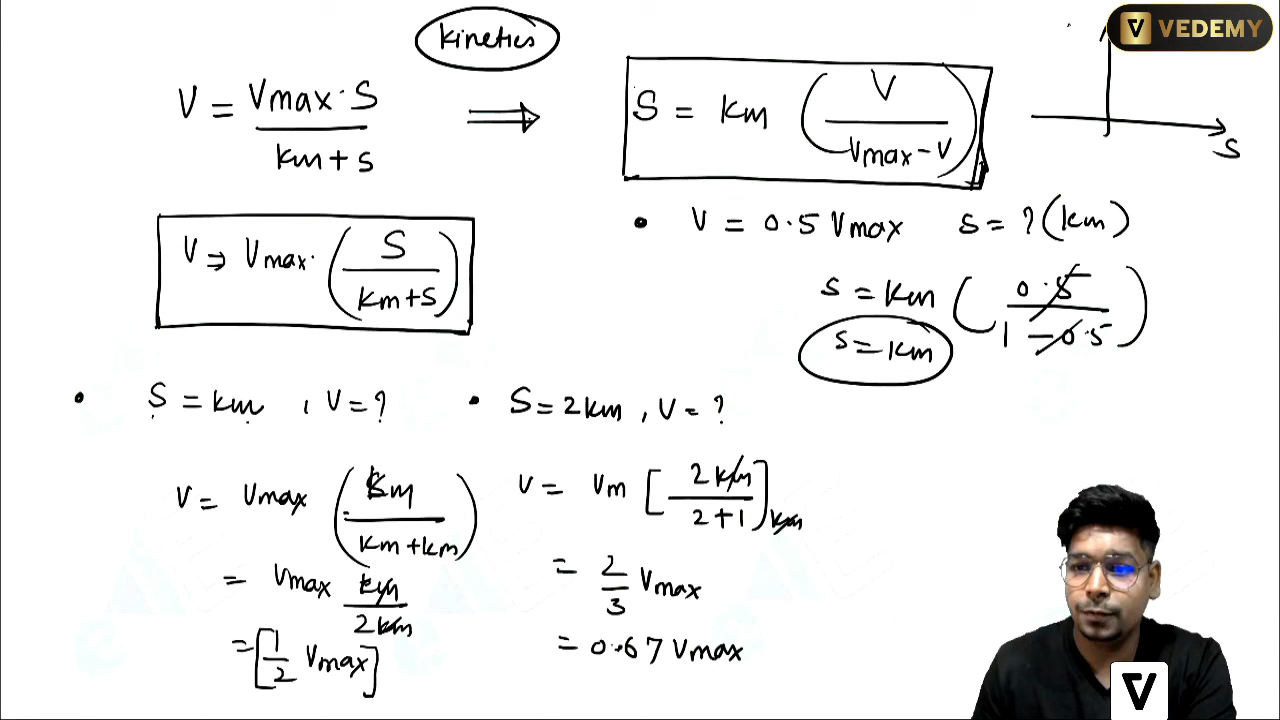 kinetics
VEDEMY
V = Vmax · S / km + s
⟹
S = km ( V / Vmax - V )
S
V ⇒ Vmax · ( S / km + s )
• V = 0.5 Vmax s = ? (km)
s = km ( 0.5 / 1 - 0.5 )
s = km
• S = km , V = ?
• S = 2km , V = ?
V = Vmax ( km / km + km )
= Vmax km / 2km
= [ 1/2 Vmax ]
V = Vm [ 2 km / 2 + 1 ] km
= 2/3 Vmax
= 0.67 Vmax